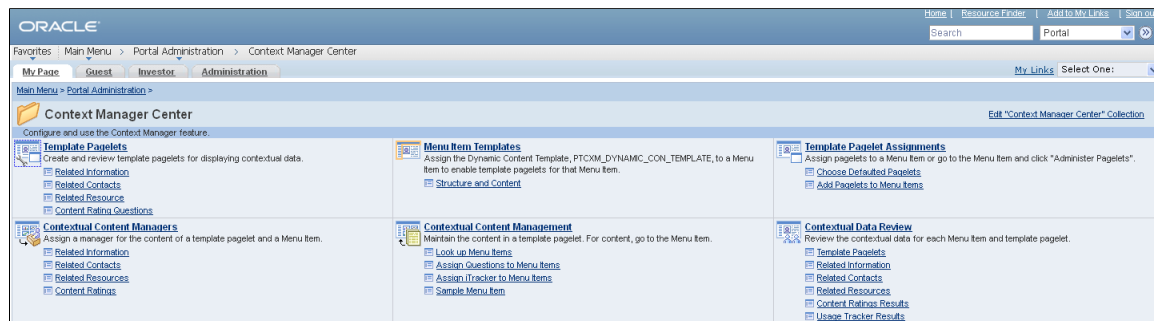 Home | Resource Finder | Add to My Links | Sign out
ORACLE
Search Portal
Favorites Main Menu > Portal Administration > Context Manager Center
My Page Guest Investor Administration My Links Select One:
Main Menu > Portal Administration >
Context Manager Center Edit "Context Manager Center" Collection
Configure and use the Context Manager feature.
Template Pagelets
Create and review template pagelets for displaying contextual data.
Related Information
Related Contacts
Related Resource
Content Rating Questions
Menu Item Templates
Assign the Dynamic Content Template, PTCXM_DYNAMIC_CON_TEMPLATE, to a Menu
Item to enable template pagelets for that Menu Item.
Structure and Content
Template Pagelet Assignments
Assign pagelets to a Menu Item or go to the Menu Item and click "Administer Pagelets".
Choose Defaulted Pagelets
Add Pagelets to Menu Items
Contextual Content Managers
Assign a manager for the content of a template pagelet and a Menu Item.
Related Information
Related Contacts
Related Resources
Content Ratings
Contextual Content Management
Maintain the content in a template pagelet. For content, go to the Menu Item.
Look up Menu Items
Assign Questions to Menu Items
Assign iTracker to Menu Items
Sample Menu Item
Contextual Data Review
Review the contextual data for each Menu Item and template pagelet.
Template Pagelets
Related Information
Related Contacts
Related Resources
Content Ratings Results
Usage Tracker Results